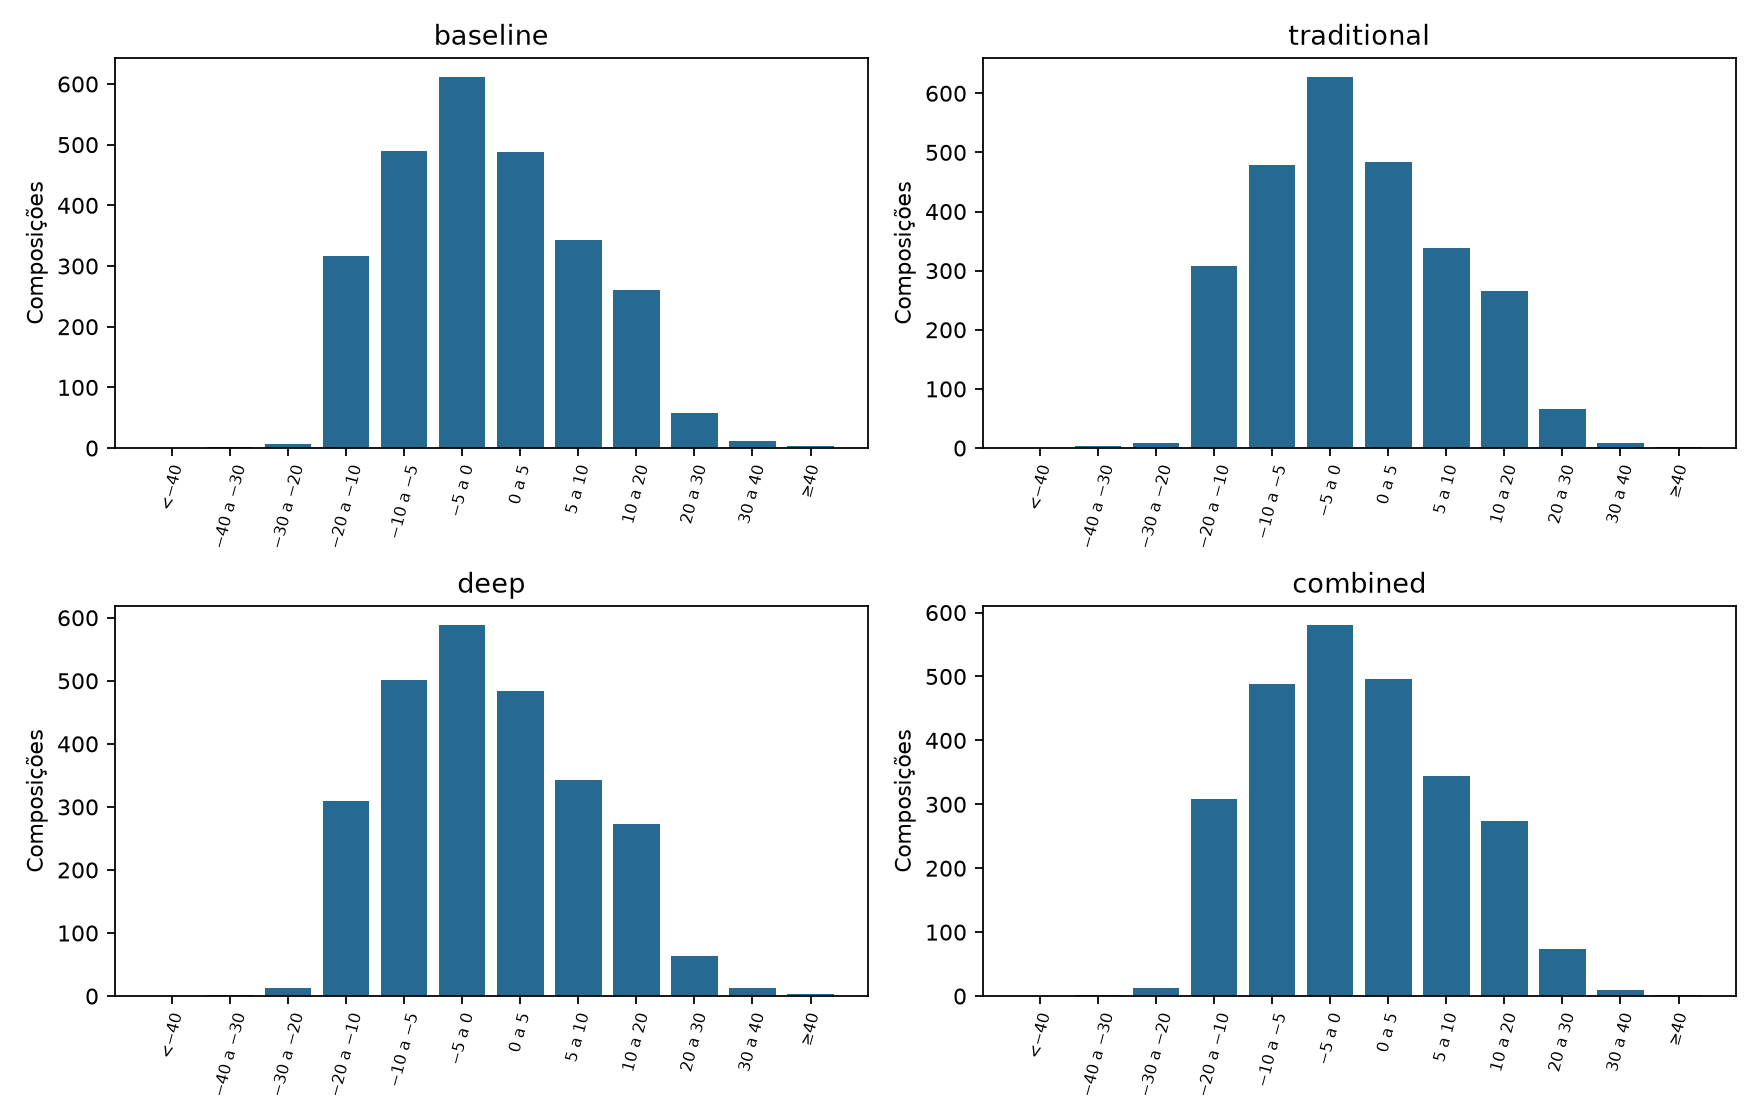 baseline
Composições
600
500
400
300
200
100
0
<−40
−40 a −30
−30 a −20
−20 a −10
−10 a −5
−5 a 0
0 a 5
5 a 10
10 a 20
20 a 30
30 a 40
≥40
traditional
Composições
600
500
400
300
200
100
0
<−40
−40 a −30
−30 a −20
−20 a −10
−10 a −5
−5 a 0
0 a 5
5 a 10
10 a 20
20 a 30
30 a 40
≥40
deep
Composições
600
500
400
300
200
100
0
<−40
−40 a −30
−30 a −20
−20 a −10
−10 a −5
−5 a 0
0 a 5
5 a 10
10 a 20
20 a 30
30 a 40
≥40
combined
Composições
600
500
400
300
200
100
0
<−40
−40 a −30
−30 a −20
−20 a −10
−10 a −5
−5 a 0
0 a 5
5 a 10
10 a 20
20 a 30
30 a 40
≥40